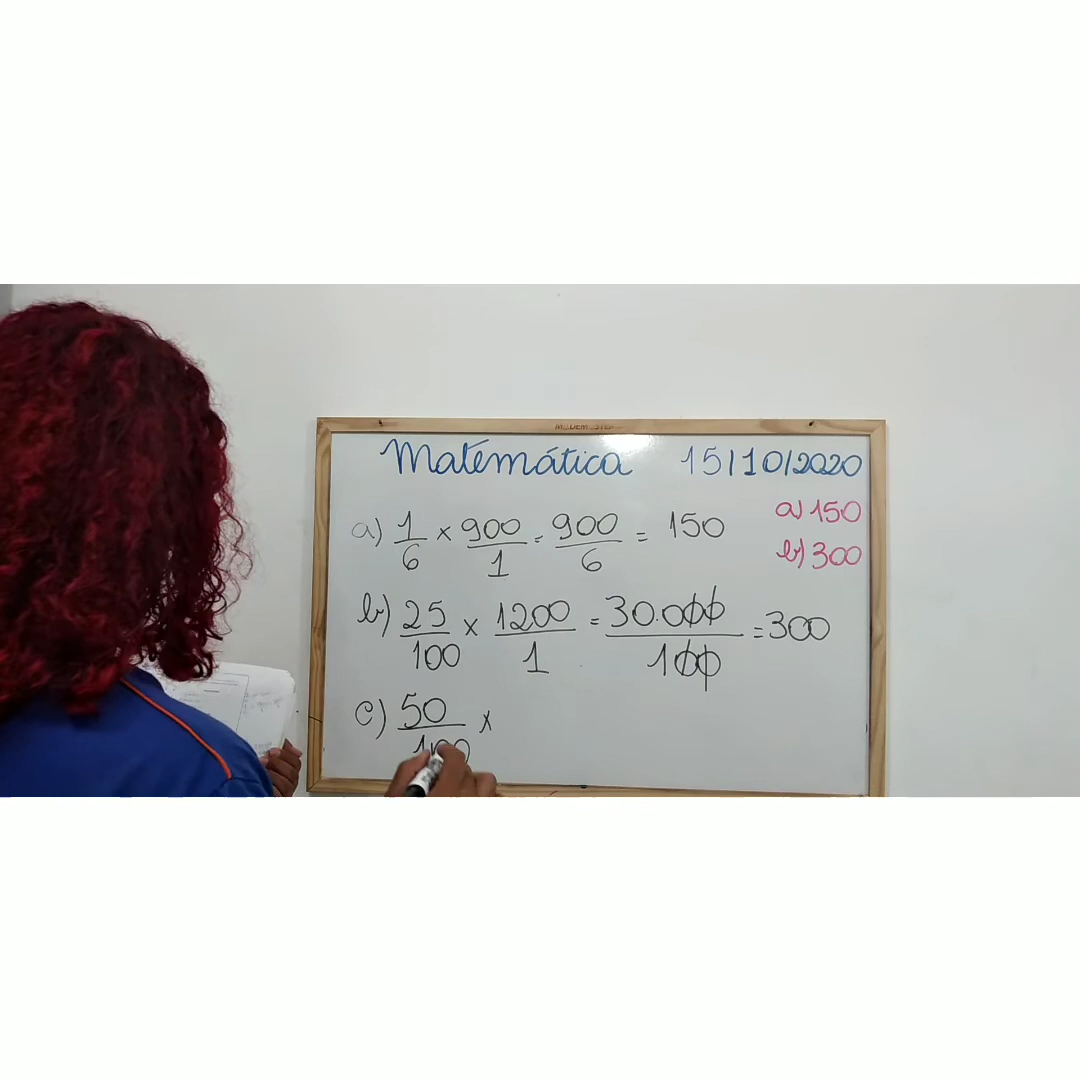 Matemática 15/10/2020
a) 1/6 x 900/1 = 900/6 = 150
a) 150
b) 300
b) 25/100 x 1200/1 = 30.000/100 = 300
c) 50/100 x